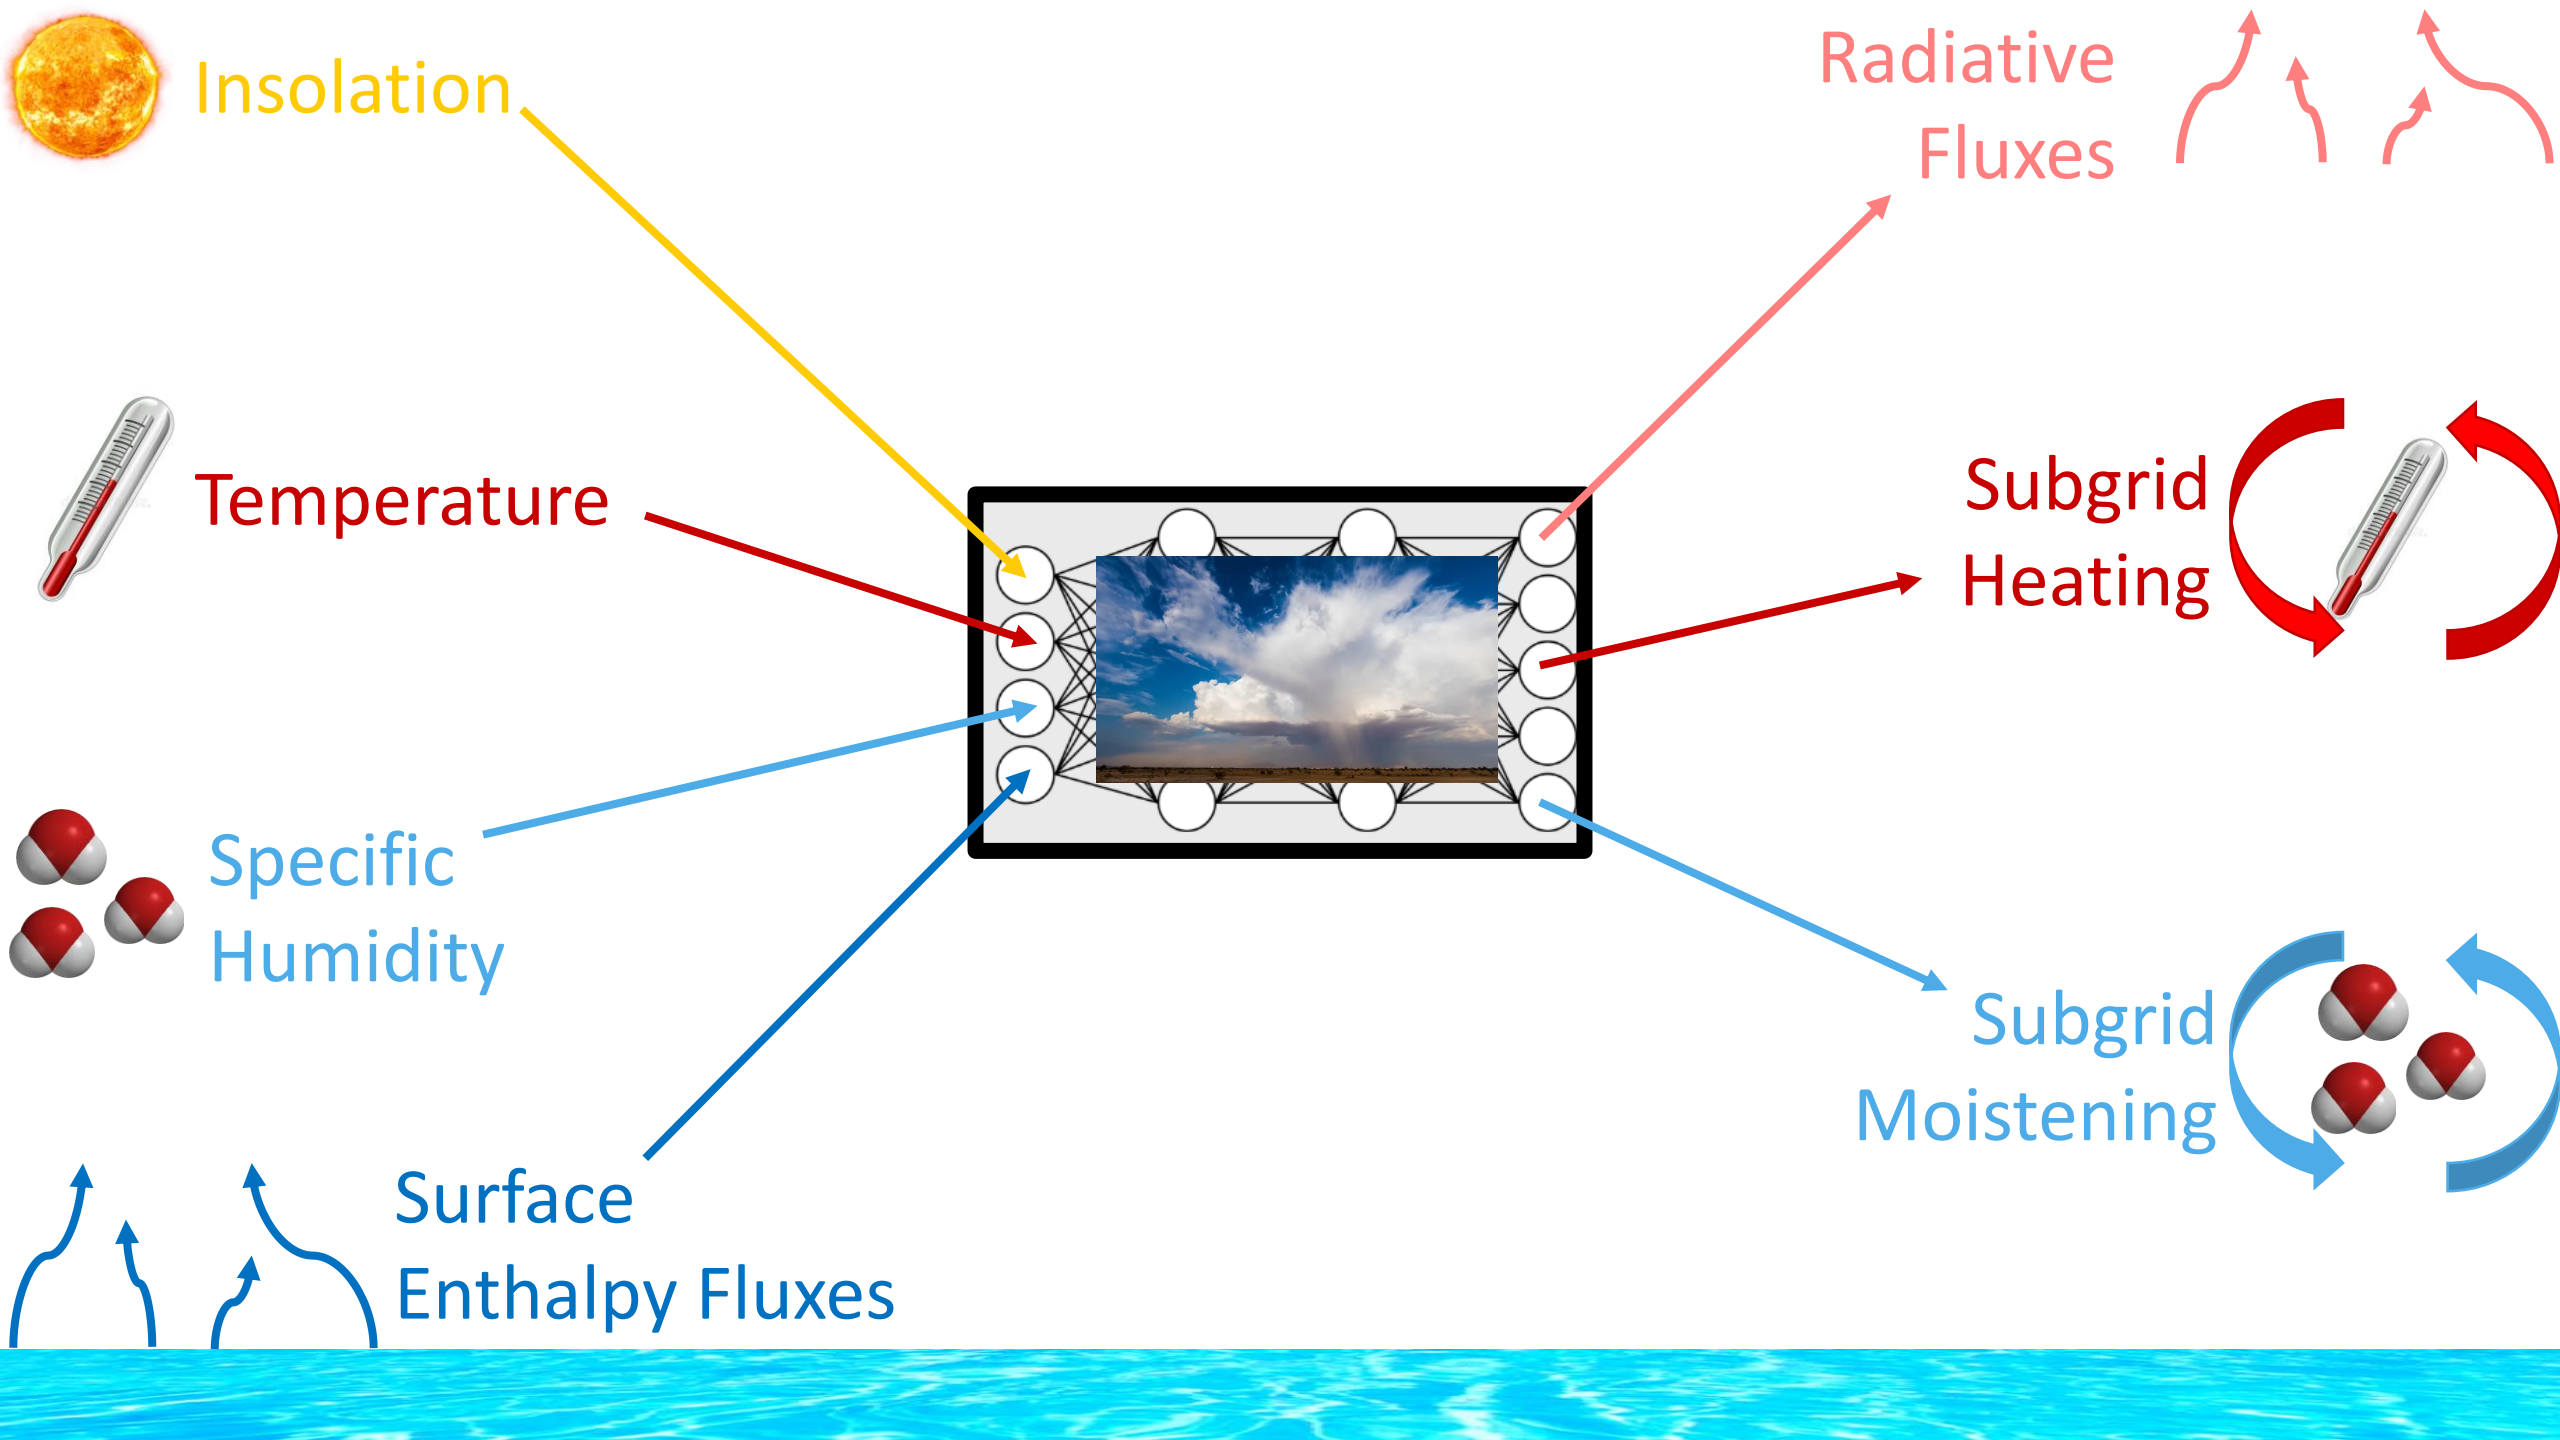 Insolation
Temperature
Specific
Humidity
Surface
Enthalpy Fluxes
Radiative
Fluxes
Subgrid
Heating
Subgrid
Moistening